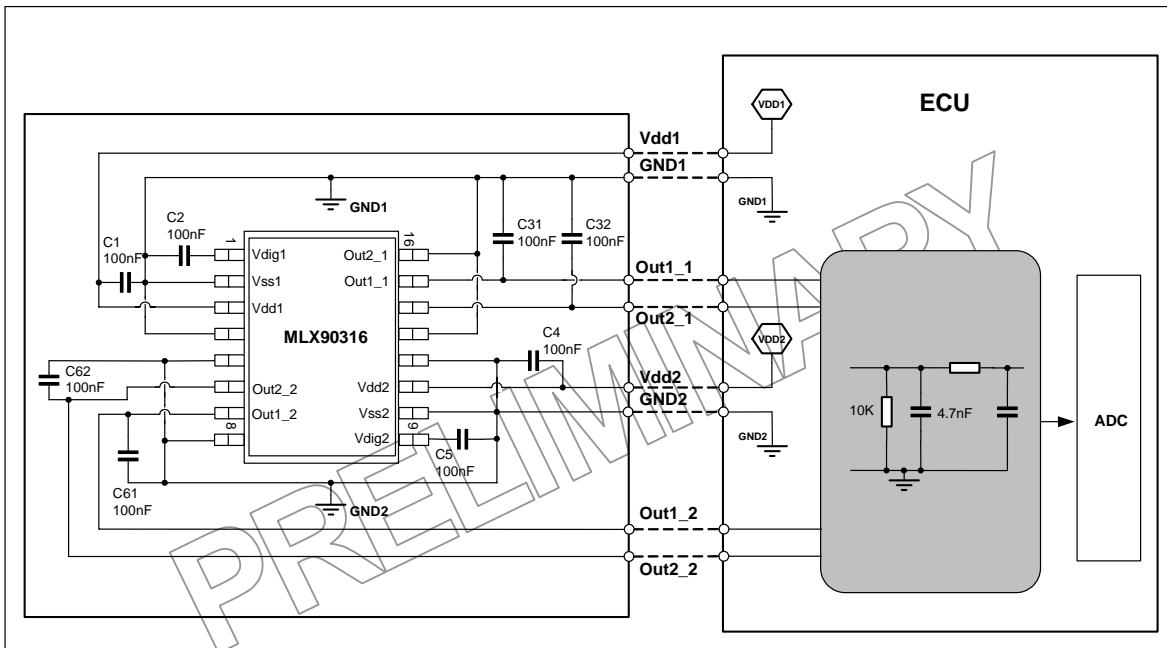 ECU
VDD1
Vdd1
GND1
GND1
GND1
C2
100nF
C1
100nF
C31
100nF
C32
100nF
1
16
Vdig1
Out2_1
Vss1
Out1_1
Vdd1
Out1_1
Out2_1
MLX90316
VDD2
C4
100nF
C62
100nF
Out2_2
Vdd2
Vdd2
GND2
Out1_2
Vss2
GND2
8
Vdig2
9
C5
100nF
C61
100nF
GND2
10K
4.7nF
ADC
Out1_2
Out2_2
PRELIMINARY